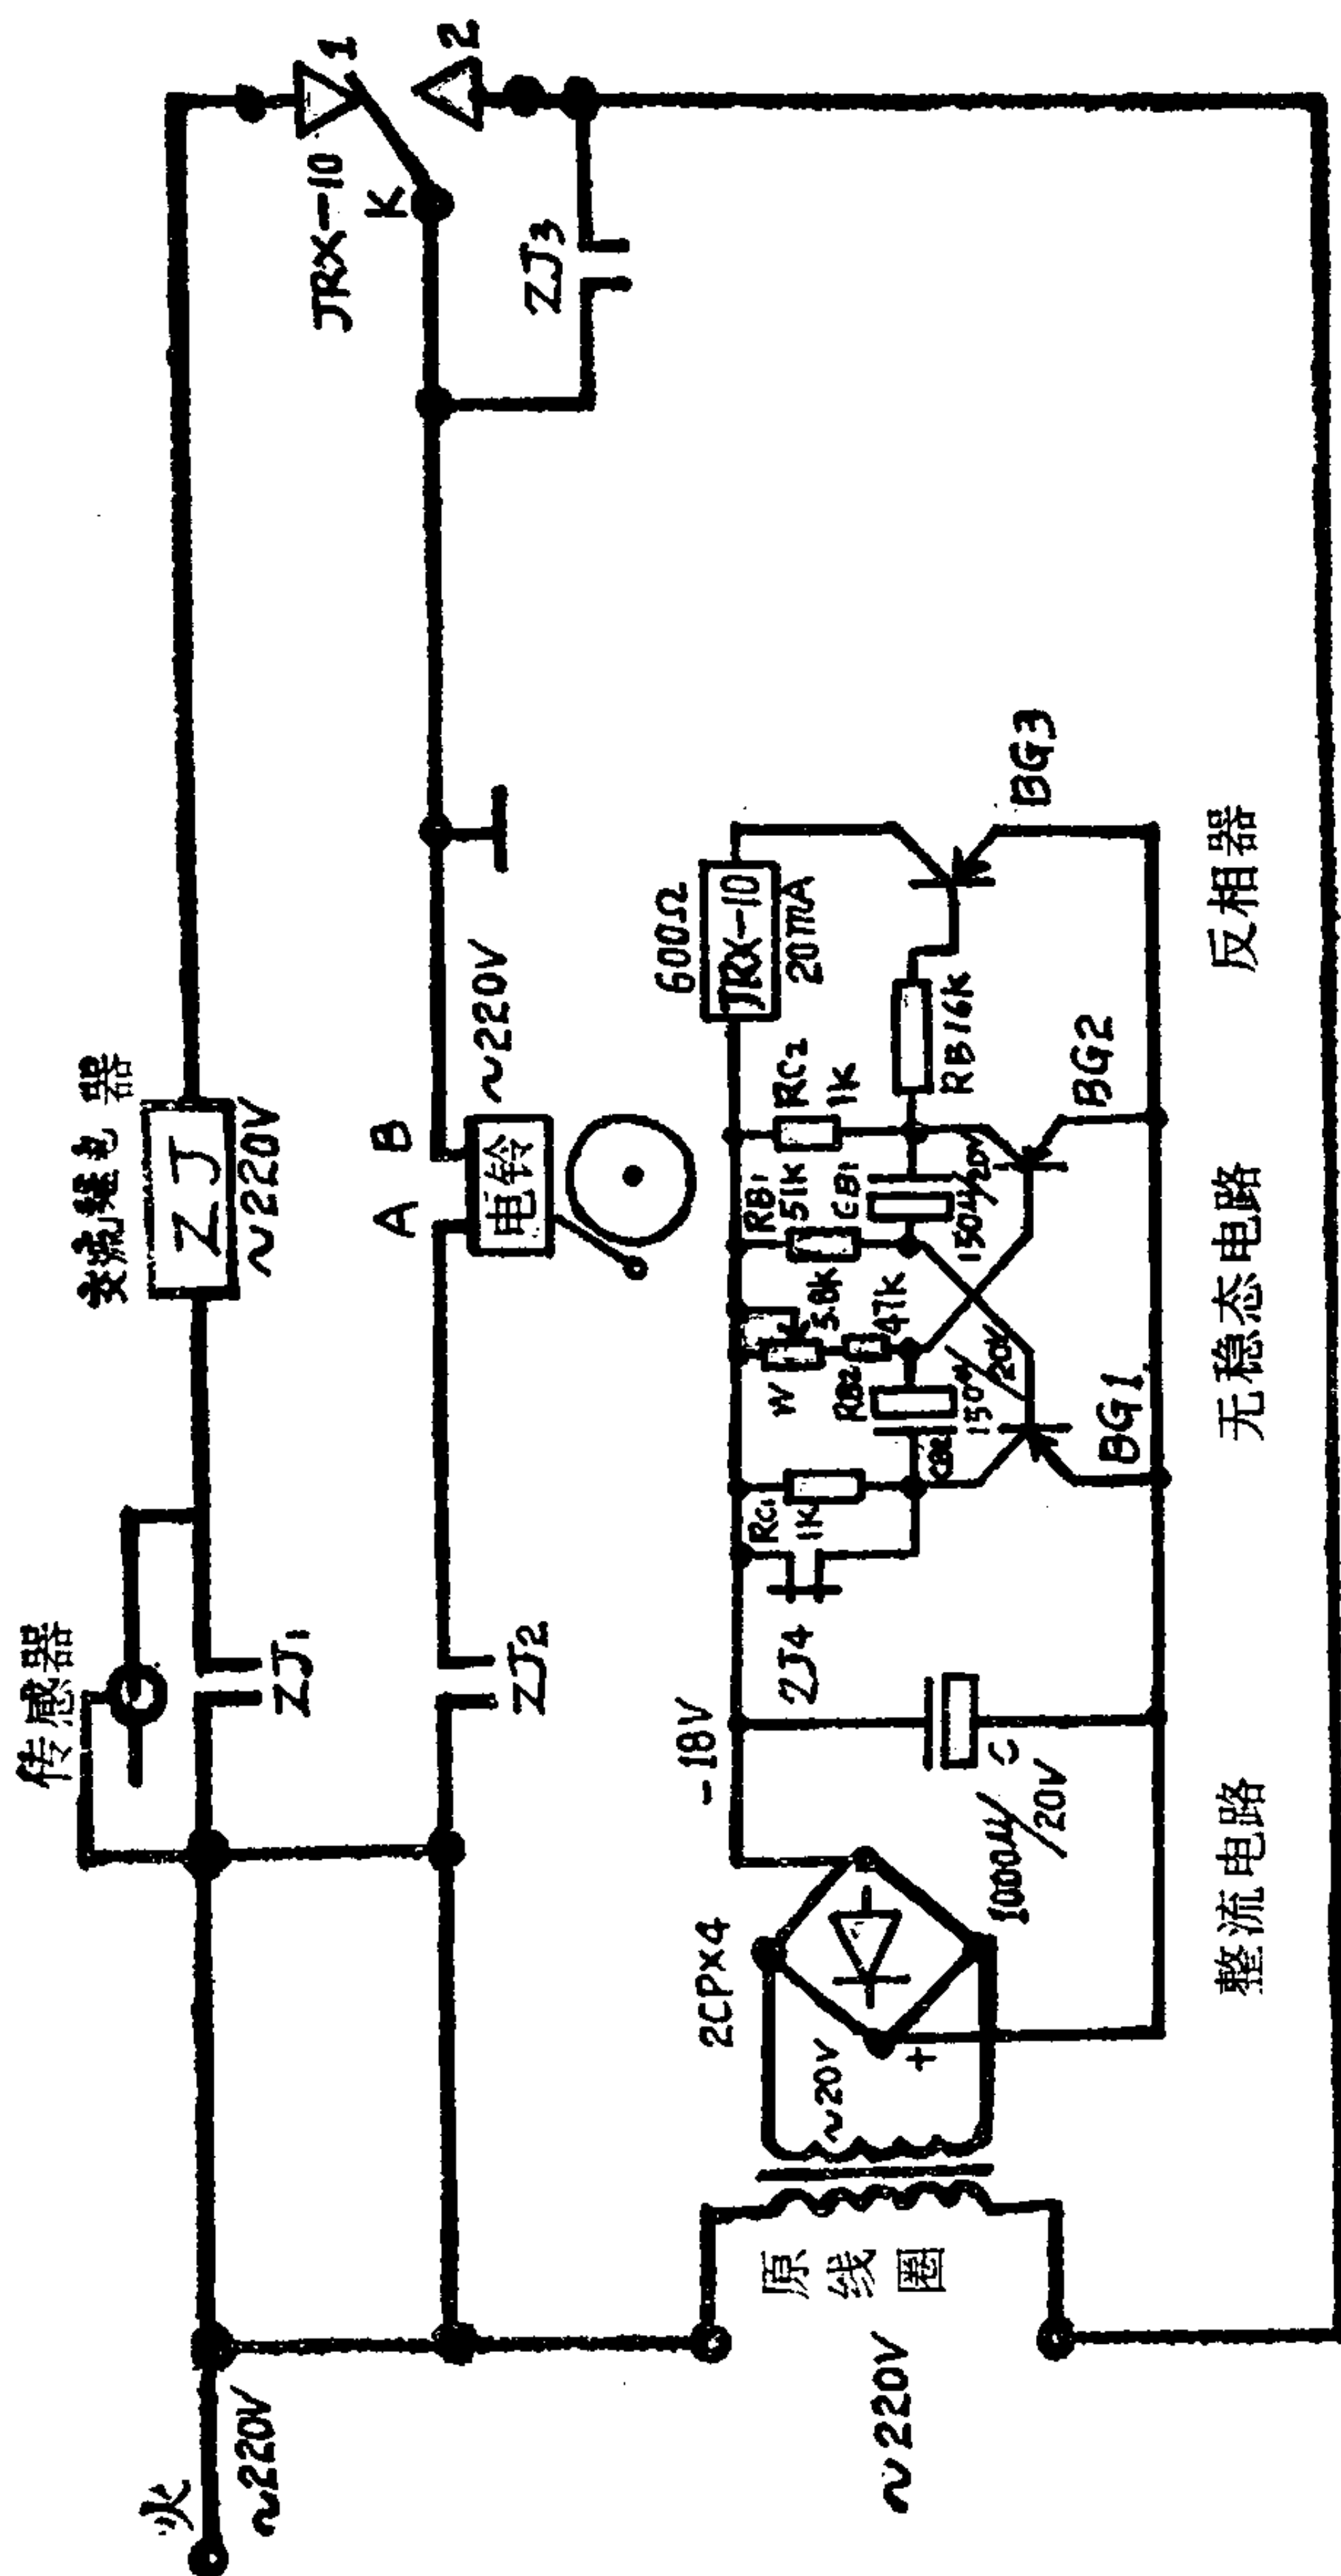 火
~220V
传感器
ZJ1
交流继电器
ZJ
~220V
JRX-10
1
2
K
ZJ3
ZJ2
A
B
电铃
~220V
~220V
原线圈
~20V
2CPX4
+
-18V
1000μ/20V
C
ZJ4
RC1
1K
W
5.8K
RB2
47K
CB2
150μ/20V
RB1
51K
CB1
150μ/20V
RC2
1K
600Ω
JRX-10
20mA
RB16K
BG1
BG2
BG3
整流电路
无稳态电路
反相器